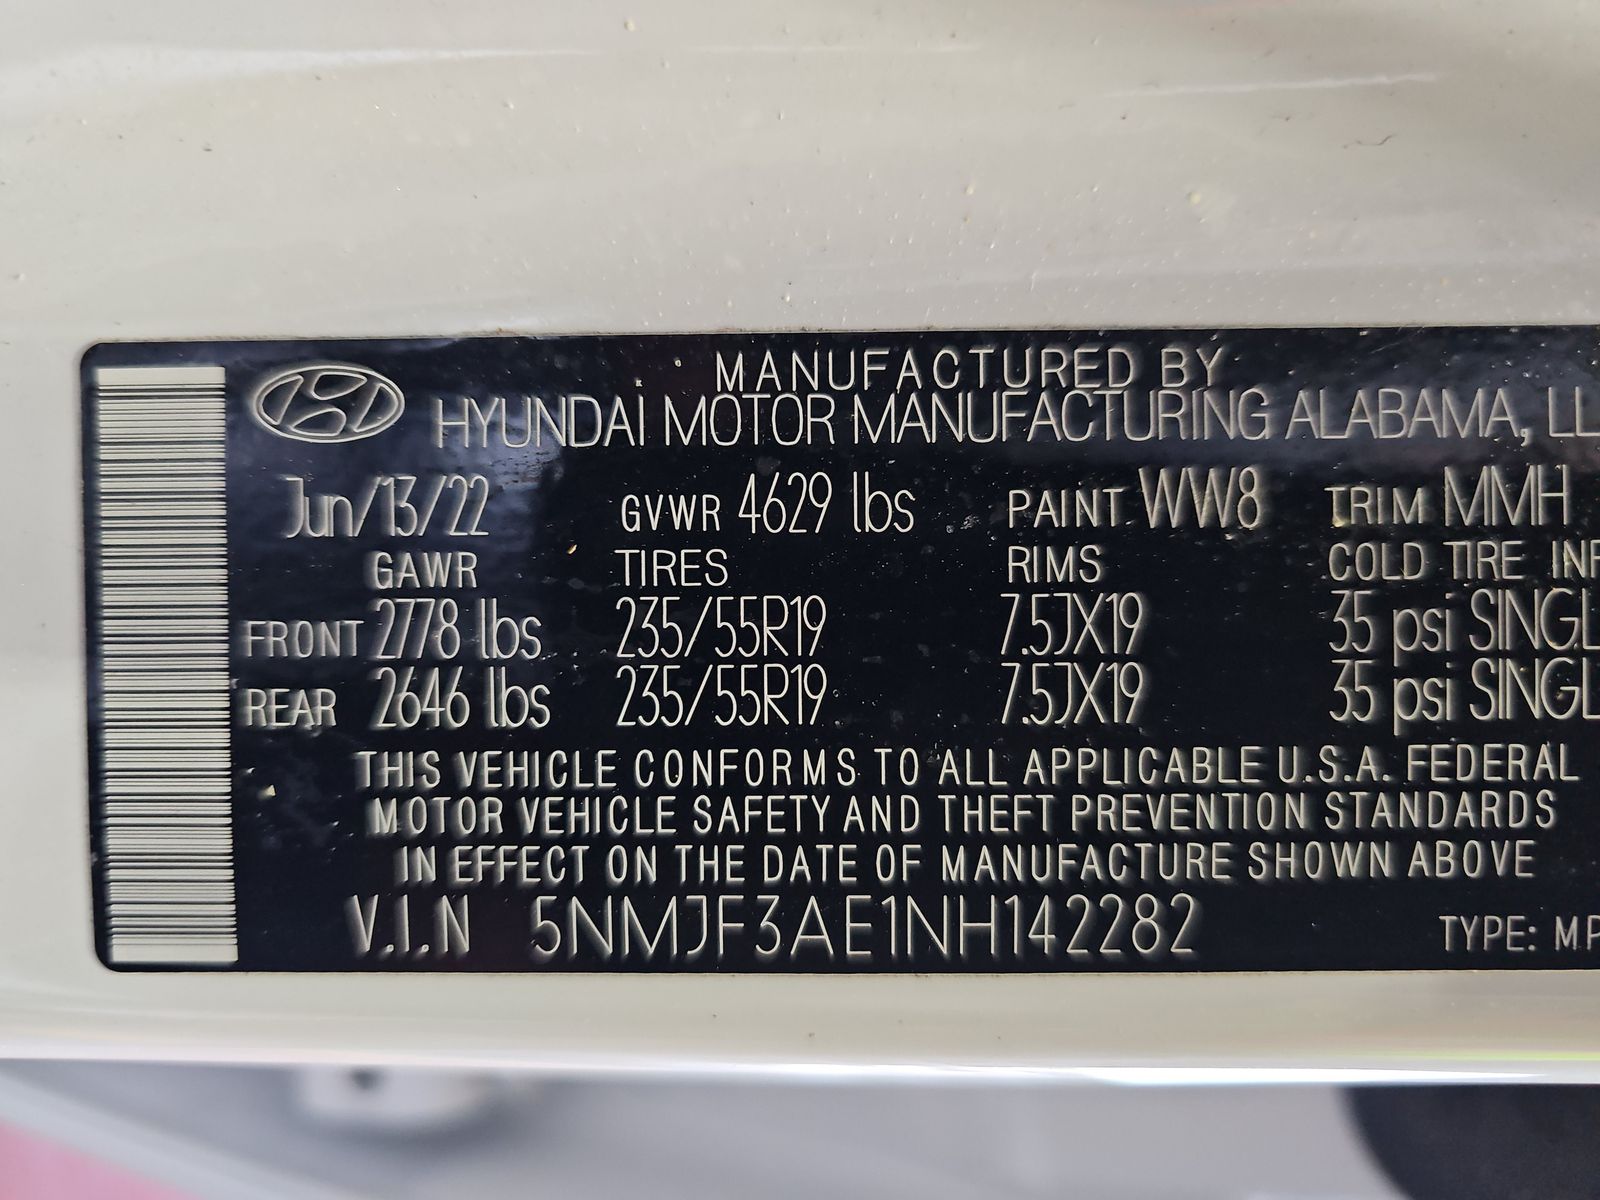 MANUFACTURED BY
HYUNDAI MOTOR MANUFACTURING ALABAMA, LL
Jun/13/22 GVWR 4629 lbs PAINT WW8 TRIM MMH
GAWR TIRES RIMS COLD TIRE INF
FRONT 2778 lbs 235/55R19 7.5JX19 35 psi SINGL
REAR 2646 lbs 235/55R19 7.5JX19 35 psi SINGL
THIS VEHICLE CONFORMS TO ALL APPLICABLE U.S.A. FEDERAL
MOTOR VEHICLE SAFETY AND THEFT PREVENTION STANDARDS
IN EFFECT ON THE DATE OF MANUFACTURE SHOWN ABOVE
V.I.N 5NMJF3AE1NH142282 TYPE: MP